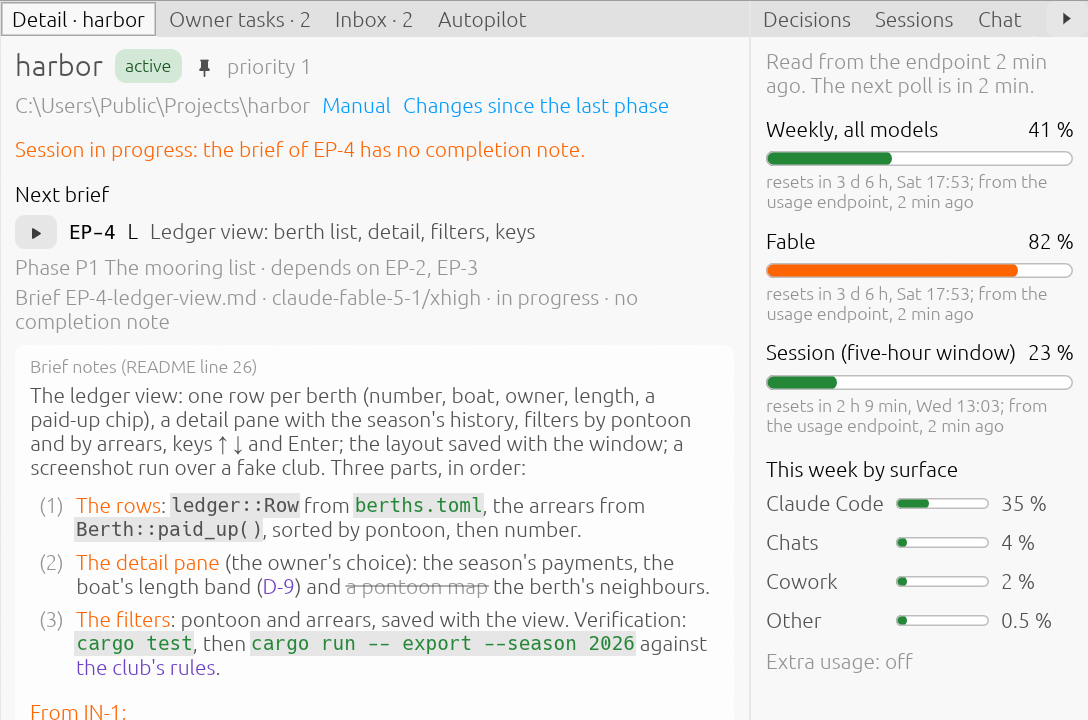 Detail · harbor
Owner tasks · 2
Inbox · 2
Autopilot
harbor
active
priority 1
C:\Users\Public\Projects\harbor Manual Changes since the last phase
Session in progress: the brief of EP-4 has no completion note.
Next brief
EP-4 L Ledger view: berth list, detail, filters, keys
Phase P1 The mooring list · depends on EP-2, EP-3
Brief EP-4-ledger-view.md · claude-fable-5-1/xhigh · in progress · no
completion note
Brief notes (README line 26)
The ledger view: one row per berth (number, boat, owner, length, a
paid-up chip), a detail pane with the season's history, filters by pontoon
and by arrears, keys ↑↓ and Enter; the layout saved with the window; a
screenshot run over a fake club. Three parts, in order:
(1) The rows: ledger::Row from berths.toml, the arrears from
Berth::paid_up(), sorted by pontoon, then number.
(2) The detail pane (the owner's choice): the season's payments, the
boat's length band (D-9) and a pontoon map the berth's neighbours.
(3) The filters: pontoon and arrears, saved with the view. Verification:
cargo test, then cargo run -- export --season 2026 against
the club's rules.
From IN-1:
Decisions
Sessions
Chat
Read from the endpoint 2 min
ago. The next poll is in 2 min.
Weekly, all models 41 %
resets in 3 d 6 h, Sat 17:53; from the
usage endpoint, 2 min ago
Fable 82 %
resets in 3 d 6 h, Sat 17:53; from the
usage endpoint, 2 min ago
Session (five-hour window) 23 %
resets in 2 h 9 min, Wed 13:03; from
the usage endpoint, 2 min ago
This week by surface
Claude Code 35 %
Chats 4 %
Cowork 2 %
Other 0.5 %
Extra usage: off